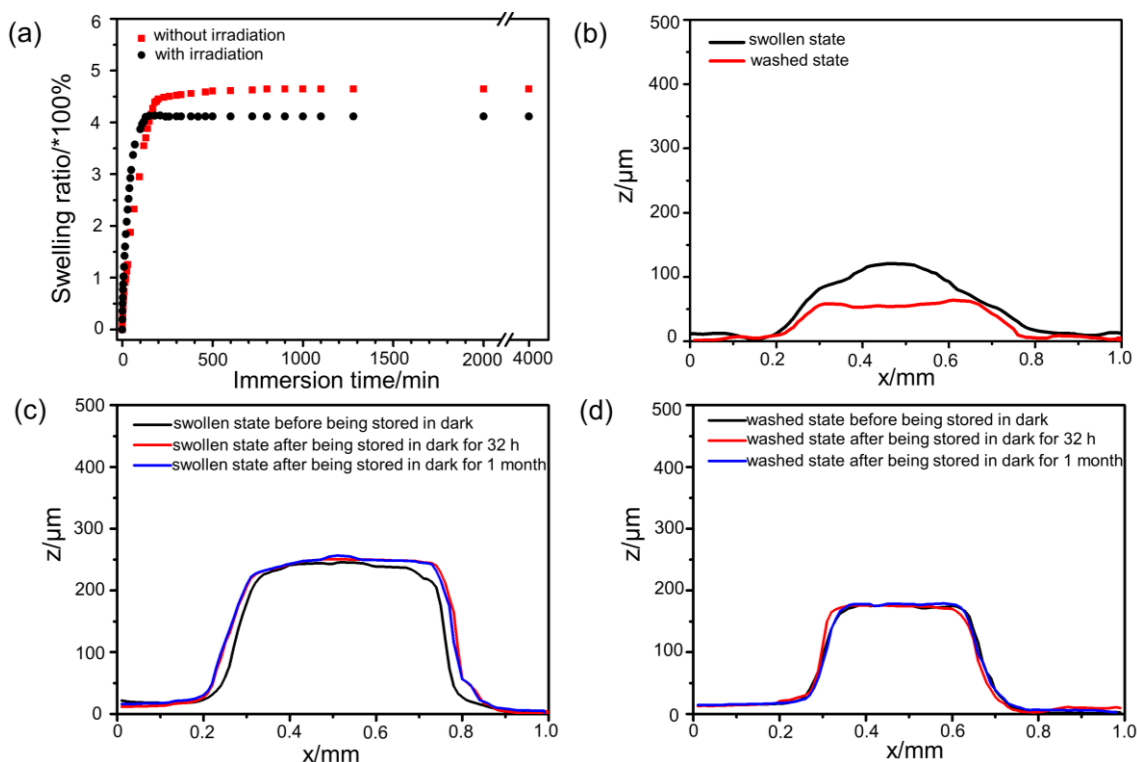 (a)
6
5
4
3
2
1
0
Swelling ratio/*100%
without irradiation
with irradiation
0 500 1000 1500 2000 4000
Immersion time/min
(b)
500
400
300
200
100
0
z/µm
swollen state
washed state
0.0 0.2 0.4 0.6 0.8 1.0
x/mm
(c)
500
400
300
200
100
0
z/µm
swollen state before being stored in dark
swollen state after being stored in dark for 32 h
swollen state after being stored in dark for 1 month
0.0 0.2 0.4 0.6 0.8 1.0
x/mm
(d)
500
400
300
200
100
0
z/µm
washed state before being stored in dark
washed state after being stored in dark for 32 h
washed state after being stored in dark for 1 month
0.0 0.2 0.4 0.6 0.8 1.0
x/mm